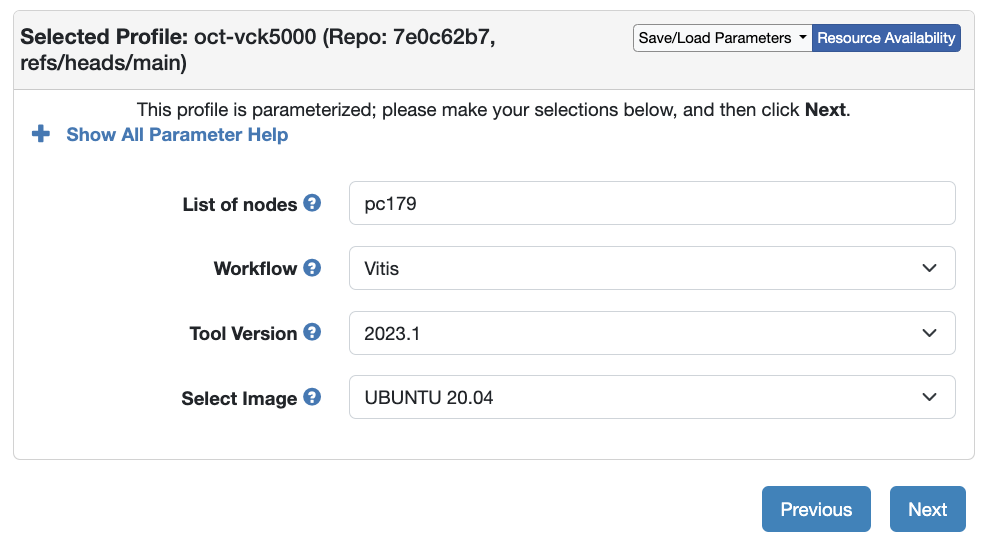 Selected Profile: oct-vck5000 (Repo: 7e0c62b7,
refs/heads/main)
Save/Load Parameters
Resource Availability
This profile is parameterized; please make your selections below, and then click Next.
Show All Parameter Help
List of nodes
pc179
Workflow
Vitis
Tool Version
2023.1
Select Image
UBUNTU 20.04
Previous
Next